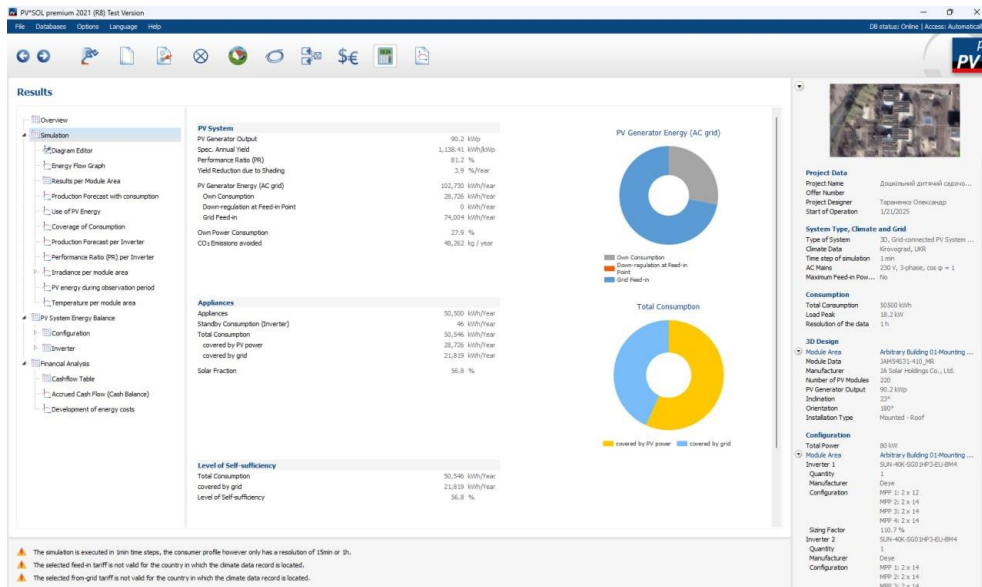 PV*SOL premium 2021 (R8) Test Version
File Databases Options Language Help
DB status: Online | Access: Automatical
PV
Results
Overview
Simulation
Diagram Editor
Energy Flow Graph
Results per Module Area
Production Forecast with consumption
Use of PV Energy
Coverage of Consumption
Production Forecast per Inverter
Performance Ratio (PR) per Inverter
Irradiance per module area
PV energy during observation period
Temperature per module area
PV System Energy Balance
Configuration
Inverter
Financial Analysis
Cashflow Table
Accrued Cash Flow (Cash Balance)
Development of energy costs
PV System
PV Generator Output 90.2 kWp
Spec. Annual Yield 1,138.41 kWh/kWp
Performance Ratio (PR) 81.2 %
Yield Reduction due to Shading 3.9 %/Year
PV Generator Energy (AC grid) 102,730 kWh/Year
Own Consumption 28,726 kWh/Year
Down-regulation at Feed-in Point 0 kWh/Year
Grid Feed-in 74,004 kWh/Year
Own Power Consumption 27.9 %
CO₂ Emissions avoided 48,262 kg / year
PV Generator Energy (AC grid)
Own Consumption
Down-regulation at Feed-in
Point
Grid Feed-in
Appliances
Appliances 50,500 kWh/Year
Standby Consumption (Inverter) 46 kWh/Year
Total Consumption 50,546 kWh/Year
covered by PV power 28,726 kWh/Year
covered by grid 21,819 kWh/Year
Solar Fraction 56.8 %
Total Consumption
covered by PV power covered by grid
Level of Self-sufficiency
Total Consumption 50,546 kWh/Year
covered by grid 21,819 kWh/Year
Level of Self-sufficiency 56.8 %
Project Data
Project Name Дошкільний дитячий садочо...
Offer Number
Project Designer Тараненко Олександр
Start of Operation 1/21/2025
System Type, Climate and Grid
Type of System 3D, Grid-connected PV System ...
Climate Data Kirovograd, UKR
Time step of simulation 1 min
AC Mains 230 V, 3-phase, cos φ = 1
Maximum Feed-in Pow... No
Consumption
Total Consumption 50500 kWh
Load Peak 18.2 kW
Resolution of the data 1 h
3D Design
Module Area Arbitrary Building 01-Mounting ...
Module Data JAM54S31-410_MR
Manufacturer JA Solar Holdings Co., Ltd.
Number of PV Modules 220
PV Generator Output 90.2 kWp
Inclination 23°
Orientation 180°
Installation Type Mounted - Roof
Configuration
Total Power 80 kW
Module Area Arbitrary Building 01-Mounting ...
Inverter 1 SUN-40K-SG01HP3-EU-BM4
Quantity 1
Manufacturer Deye
Configuration MPP 1: 2 x 12
MPP 2: 2 x 14
MPP 3: 2 x 14
MPP 4: 2 x 14
Sizing Factor 110.7 %
Inverter 2 SUN-40K-SG01HP3-EU-BM4
Quantity 1
Manufacturer Deye
Configuration MPP 1: 2 x 14
MPP 2: 2 x 14
MPP 3: 2 x 14
The simulation is executed in 1min time steps, the consumer profile however only has a resolution of 15min or 1h.
The selected feed-in tariff is not valid for the country in which the climate data record is located.
The selected from-grid tariff is not valid for the country in which the climate data record is located.